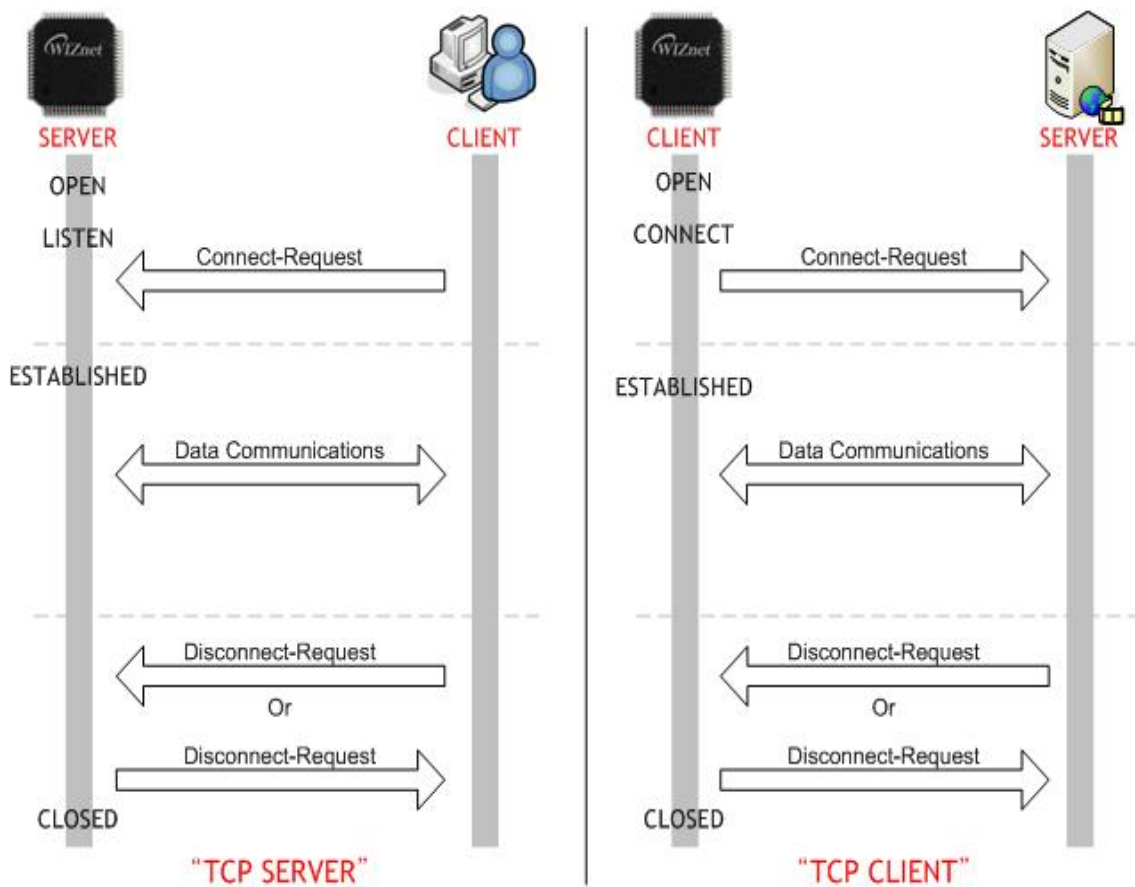 WIZnet
SERVER
CLIENT
OPEN
LISTEN
Connect-Request
ESTABLISHED
Data Communications
Disconnect-Request
Or
Disconnect-Request
CLOSED
"TCP SERVER"
WIZnet
CLIENT
SERVER
OPEN
CONNECT
Connect-Request
ESTABLISHED
Data Communications
Disconnect-Request
Or
Disconnect-Request
CLOSED
"TCP CLIENT"